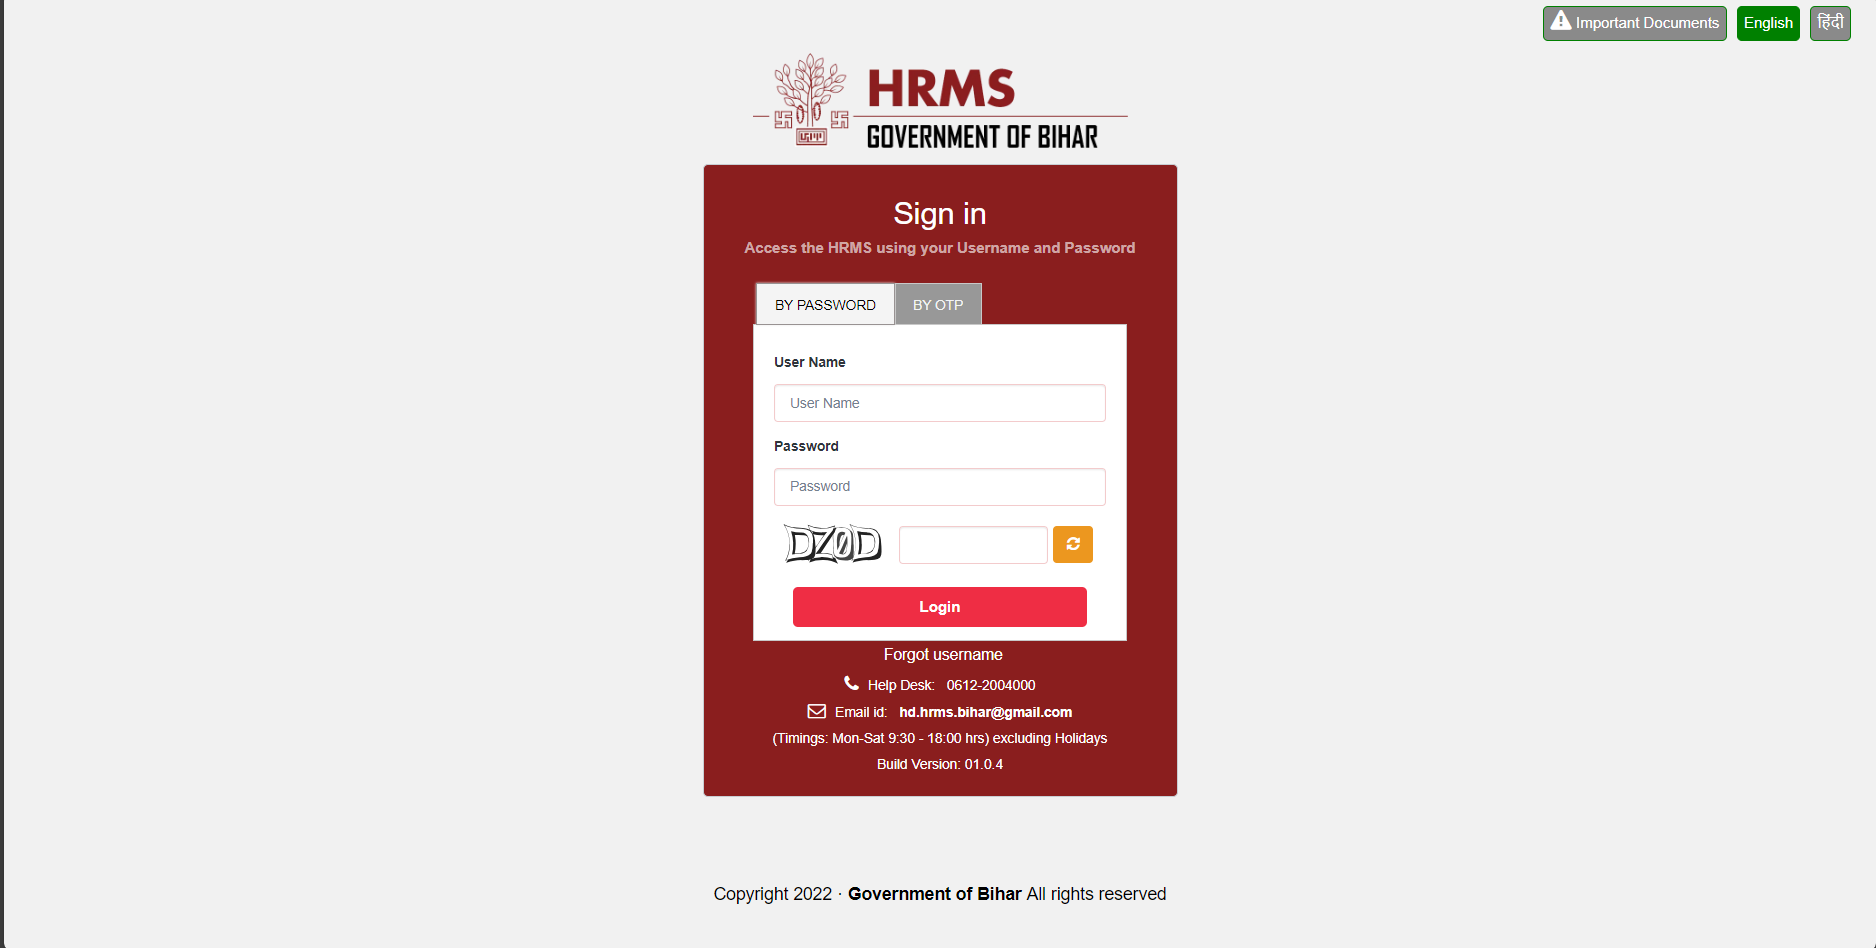 Important Documents English हिंदी
HRMS
GOVERNMENT OF BIHAR
Sign in
Access the HRMS using your Username and Password
BY PASSWORD BY OTP
User Name
User Name
Password
Password
Login
Forgot username
Help Desk: 0612-2004000
Email id: hd.hrms.bihar@gmail.com
(Timings: Mon-Sat 9:30 - 18:00 hrs) excluding Holidays
Build Version: 01.0.4
Copyright 2022 · Government of Bihar All rights reserved